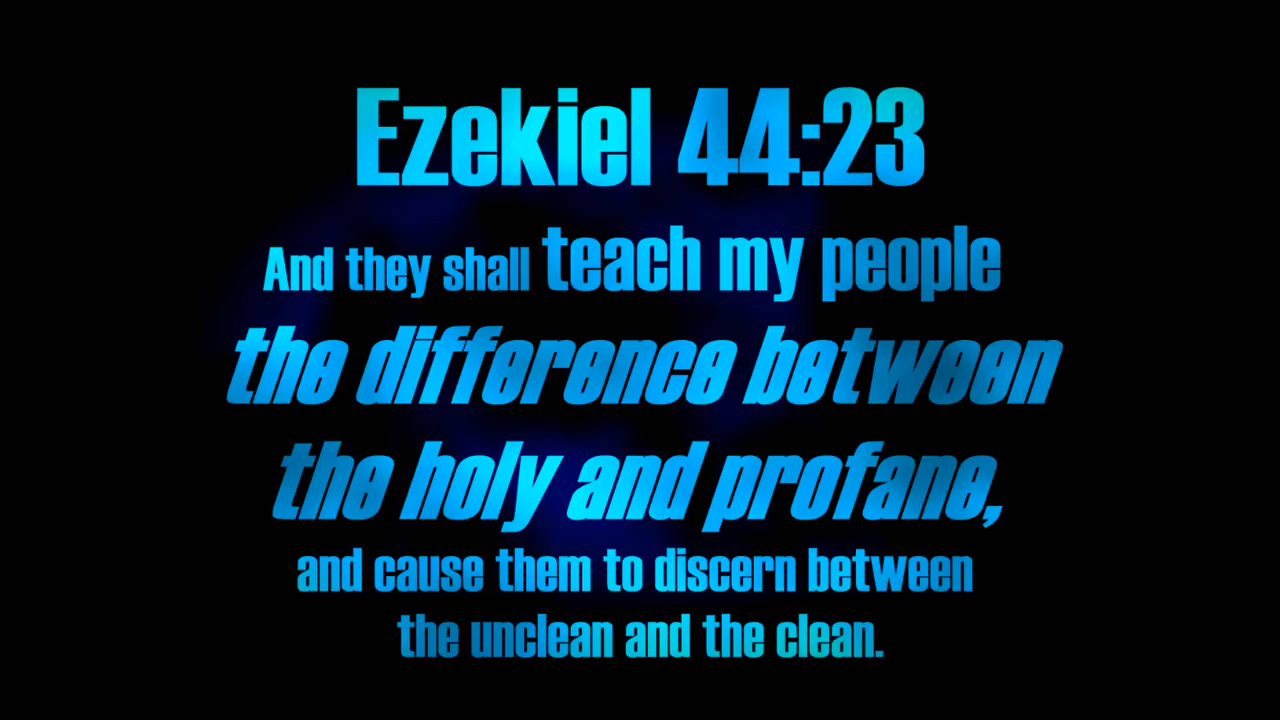 Ezekiel 44:23
And they shall teach my people
the difference between
the holy and profane,
and cause them to discern between
the unclean and the clean.